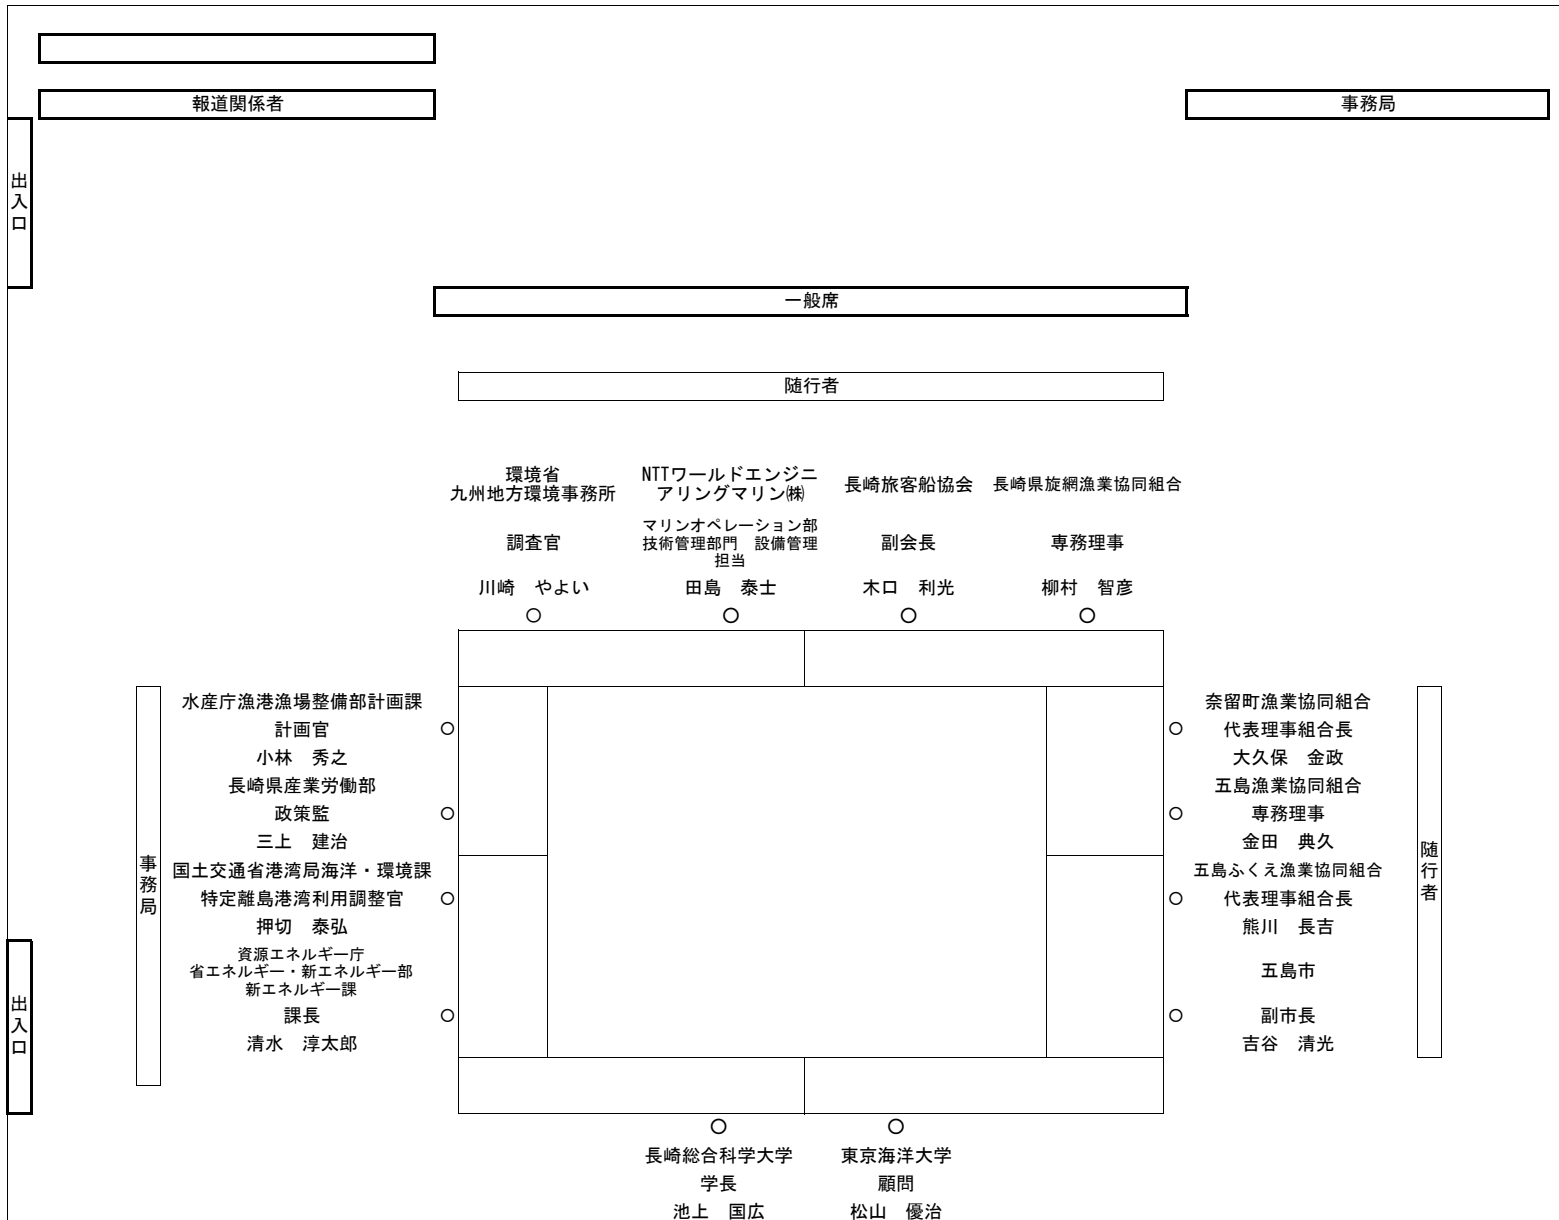 報道関係者
事務局
出入口
一般席
随行者
環境省
九州地方環境事務所
調査官
川崎　やよい
NTTワールドエンジニ
アリングマリン㈱
マリンオペレーション部
技術管理部門　設備管理
担当
田島　泰士
長崎旅客船協会
副会長
木口　利光
長崎県旋網漁業協同組合
専務理事
柳村　智彦
事務局
水産庁漁港漁場整備部計画課
計画官
小林　秀之
長崎県産業労働部
政策監
三上　建治
国土交通省港湾局海洋・環境課
特定離島港湾利用調整官
押切　泰弘
資源エネルギー庁
省エネルギー・新エネルギー部
新エネルギー課
課長
清水　淳太郎
奈留町漁業協同組合
代表理事組合長
大久保　金政
五島漁業協同組合
専務理事
金田　典久
五島ふくえ漁業協同組合
代表理事組合長
熊川　長吉
五島市
副市長
吉谷　清光
随行者
出入口
長崎総合科学大学
学長
池上　国広
東京海洋大学
顧問
松山　優治